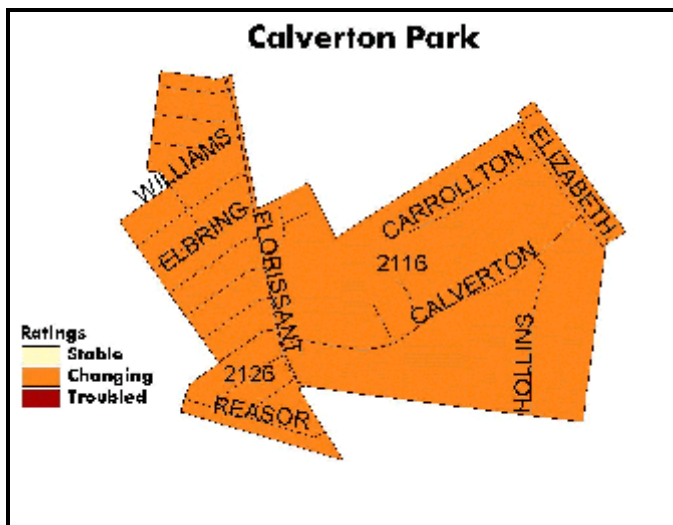 Calverton Park
WILLIAMS
ELBRING
FLORISSANT
CARROLLTON
ELIZABETH
2116
CALVERTON
HOLLINS
2126
REASOR
Ratings
Stable
Changing
Troubled